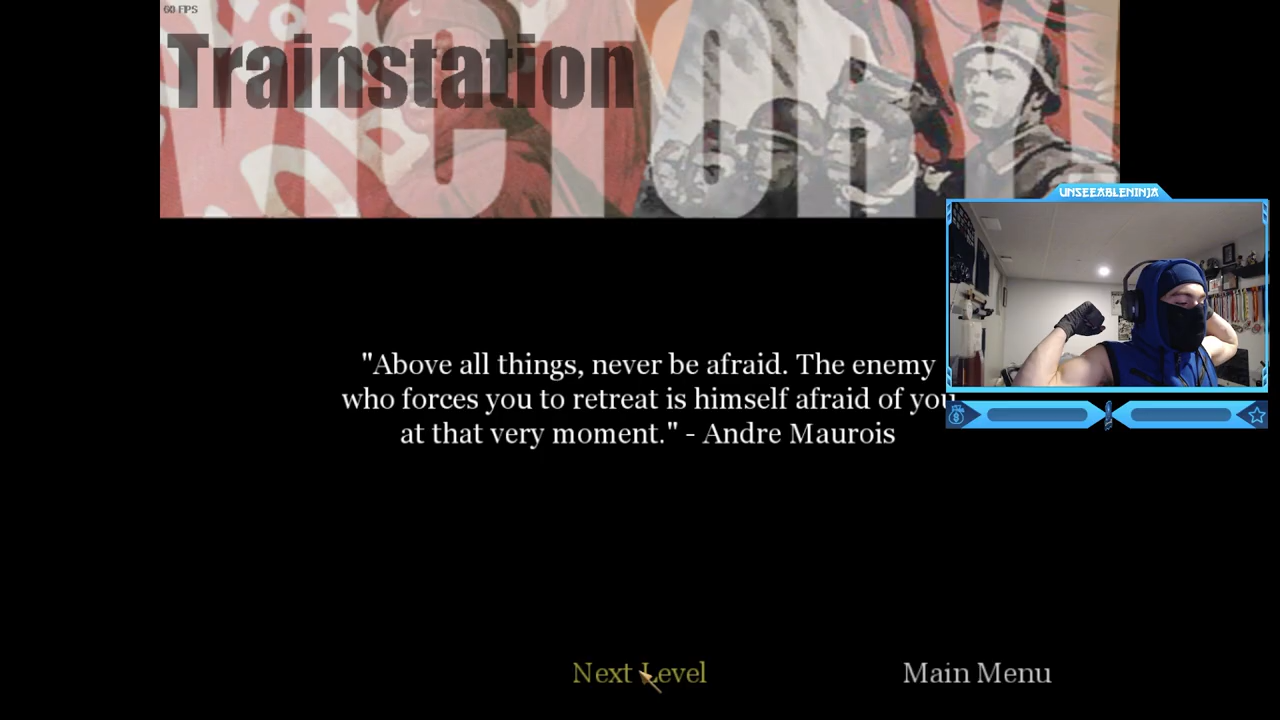 60 FPS
VICTORY
Trainstation
UNSEEABLENINJA
"Above all things, never be afraid. The enemy
who forces you to retreat is himself afraid of you
at that very moment." - Andre Maurois
Next Level
Main Menu